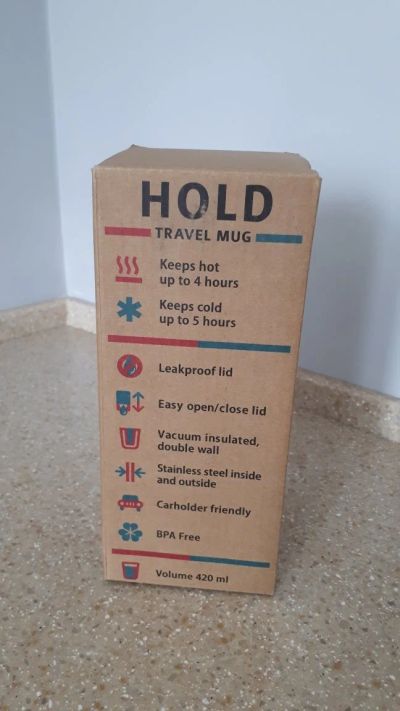 HOLD
TRAVEL MUG
Keeps hot
up to 4 hours
Keeps cold
up to 5 hours
Leakproof lid
Easy open/close lid
Vacuum insulated,
double wall
Stainless steel inside
and outside
Carholder friendly
BPA Free
Volume 420 ml